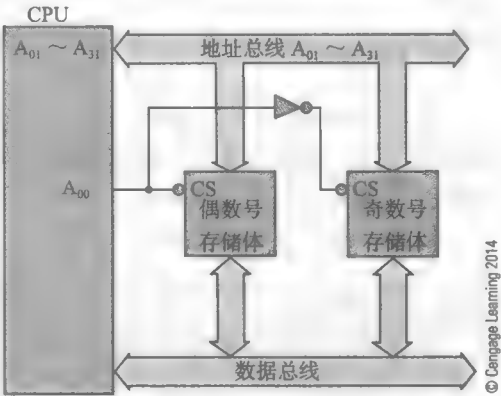 CPU
A₀₁ ～ A₃₁
地址总线 A₀₁ ～ A₃₁
A₀₀
CS
偶数号
存储体
CS
奇数号
存储体
数据总线
© Cengage Learning 2014